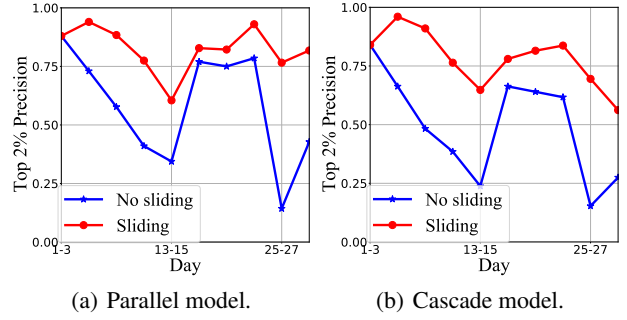 1.00
0.75
0.50
0.25
0.00
Top 2% Precision
No sliding
Sliding
1-3
13-15
25-27
Day
(a) Parallel model.
1.00
0.75
0.50
0.25
0.00
Top 2% Precision
No sliding
Sliding
1-3
13-15
25-27
Day
(b) Cascade model.